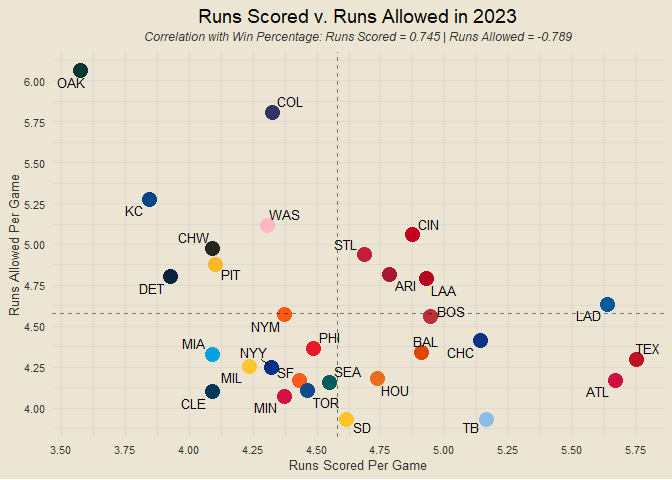 Runs Scored v. Runs Allowed in 2023
Correlation with Win Percentage: Runs Scored = 0.745 | Runs Allowed = -0.789
Runs Allowed Per Game
6.00
5.75
5.50
5.25
5.00
4.75
4.50
4.25
4.00
OAK
COL
KC
WAS
CIN
CHW
STL
PIT
DET
ARI
LAA
BOS
LAD
NYM
PHI
BAL
MIA
NYY
CHC
TEX
MIL
SF
SEA
HOU
ATL
CLE
MIN
TOR
SD
TB
3.50
3.75
4.00
4.25
4.50
4.75
5.00
5.25
5.50
5.75
Runs Scored Per Game